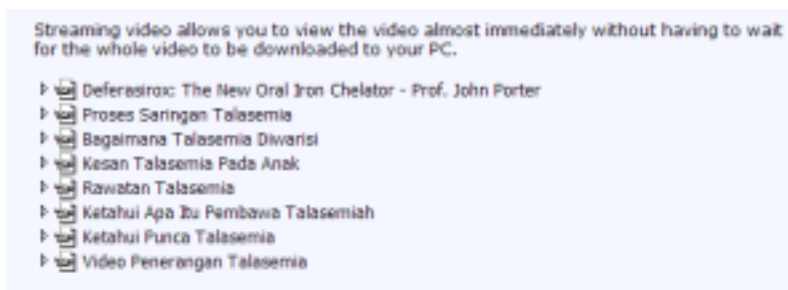 Streaming video allows you to view the video almost immediately without having to wait
for the whole video to be downloaded to your PC.
Deferasirox: The New Oral Iron Chelator - Prof. John Porter
Proses Saringan Talasemia
Bagaimana Talasemia Diwarisi
Kesan Talasemia Pada Anak
Rawatan Talasemia
Ketahui Apa Itu Pembawa Talasemiah
Ketahui Punca Talasemia
Video Penerangan Talasemia